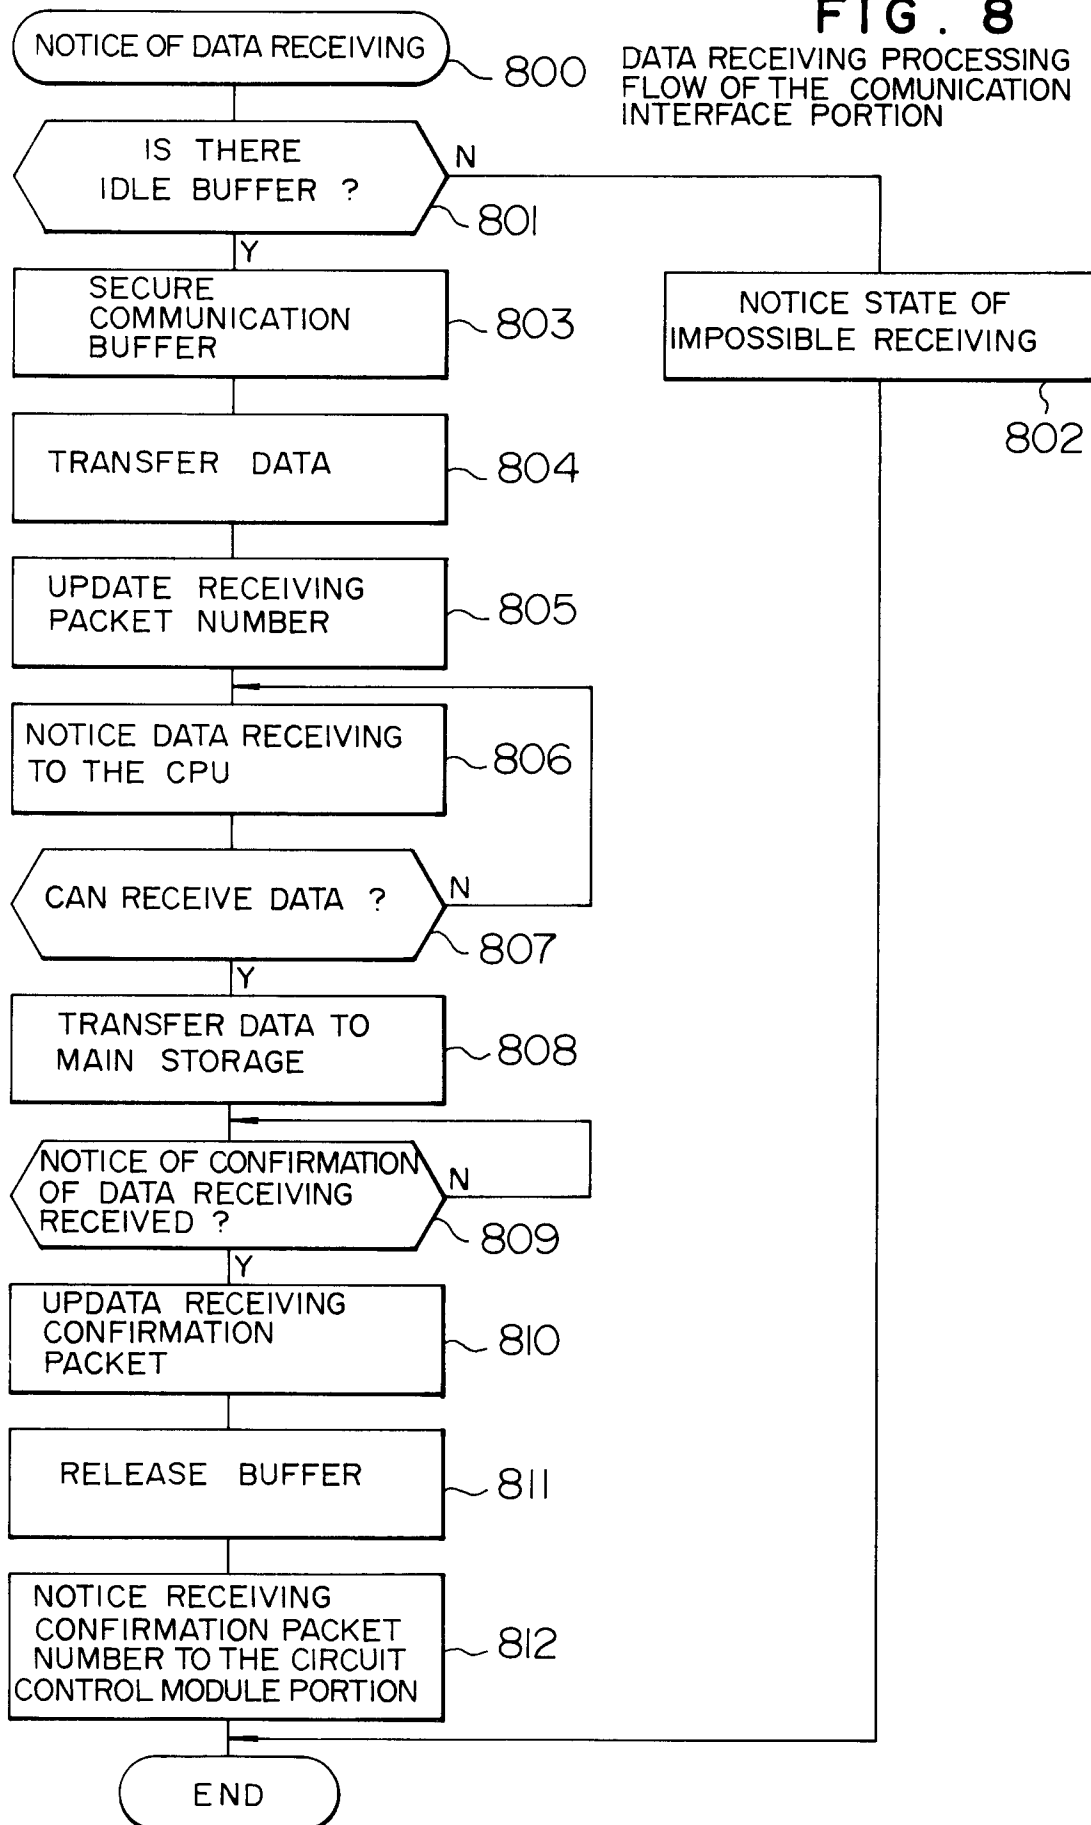 FIG. 8
DATA RECEIVING PROCESSING
FLOW OF THE COMUNICATION
INTERFACE PORTION
NOTICE OF DATA RECEIVING
800
IS THERE
IDLE BUFFER ?
N
801
Y
SECURE
COMMUNICATION
BUFFER
803
NOTICE STATE OF
IMPOSSIBLE RECEIVING
802
TRANSFER DATA
804
UPDATE RECEIVING
PACKET NUMBER
805
NOTICE DATA RECEIVING
TO THE CPU
806
CAN RECEIVE DATA ?
N
807
Y
TRANSFER DATA TO
MAIN STORAGE
808
NOTICE OF CONFIRMATION
OF DATA RECEIVING
RECEIVED ?
N
809
Y
UPDATA RECEIVING
CONFIRMATION
PACKET
810
RELEASE BUFFER
811
NOTICE RECEIVING
CONFIRMATION PACKET
NUMBER TO THE CIRCUIT
CONTROL MODULE PORTION
812
END